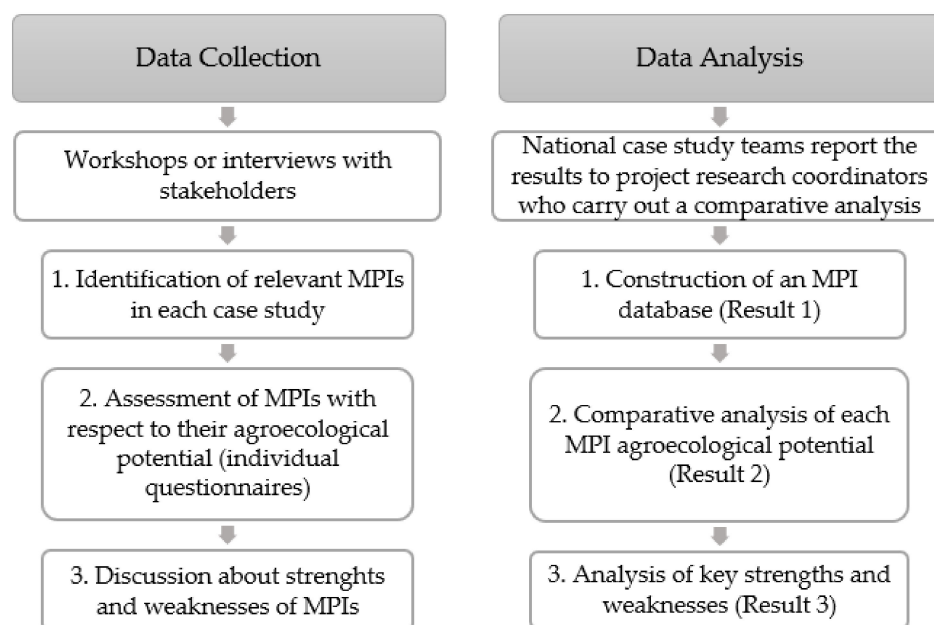 Data Collection
Workshops or interviews with
stakeholders
1. Identification of relevant MPIs
in each case study
2. Assessment of MPIs with
respect to their agroecological
potential (individual
questionnaires)
3. Discussion about strenghts
and weaknesses of MPIs
Data Analysis
National case study teams report the
results to project research coordinators
who carry out a comparative analysis
1. Construction of an MPI
database (Result 1)
2. Comparative analysis of each
MPI agroecological potential
(Result 2)
3. Analysis of key strengths and
weaknesses (Result 3)